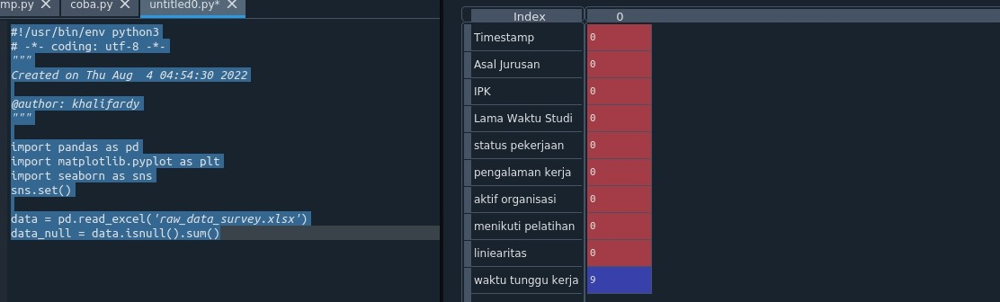 mp.py coba.py untitled0.py*
#!/usr/bin/env python3
# -*- coding: utf-8 -*-
"""
Created on Thu Aug  4 04:54:30 2022
@author: khalifardy
"""
import pandas as pd
import matplotlib.pyplot as plt
import seaborn as sns
sns.set()
data = pd.read_excel('raw_data_survey.xlsx')
data_null = data.isnull().sum()
Index 0
Timestamp 0
Asal Jurusan 0
IPK 0
Lama Waktu Studi 0
status pekerjaan 0
pengalaman kerja 0
aktif organisasi 0
menikuti pelatihan 0
liniearitas 0
waktu tunggu kerja 9